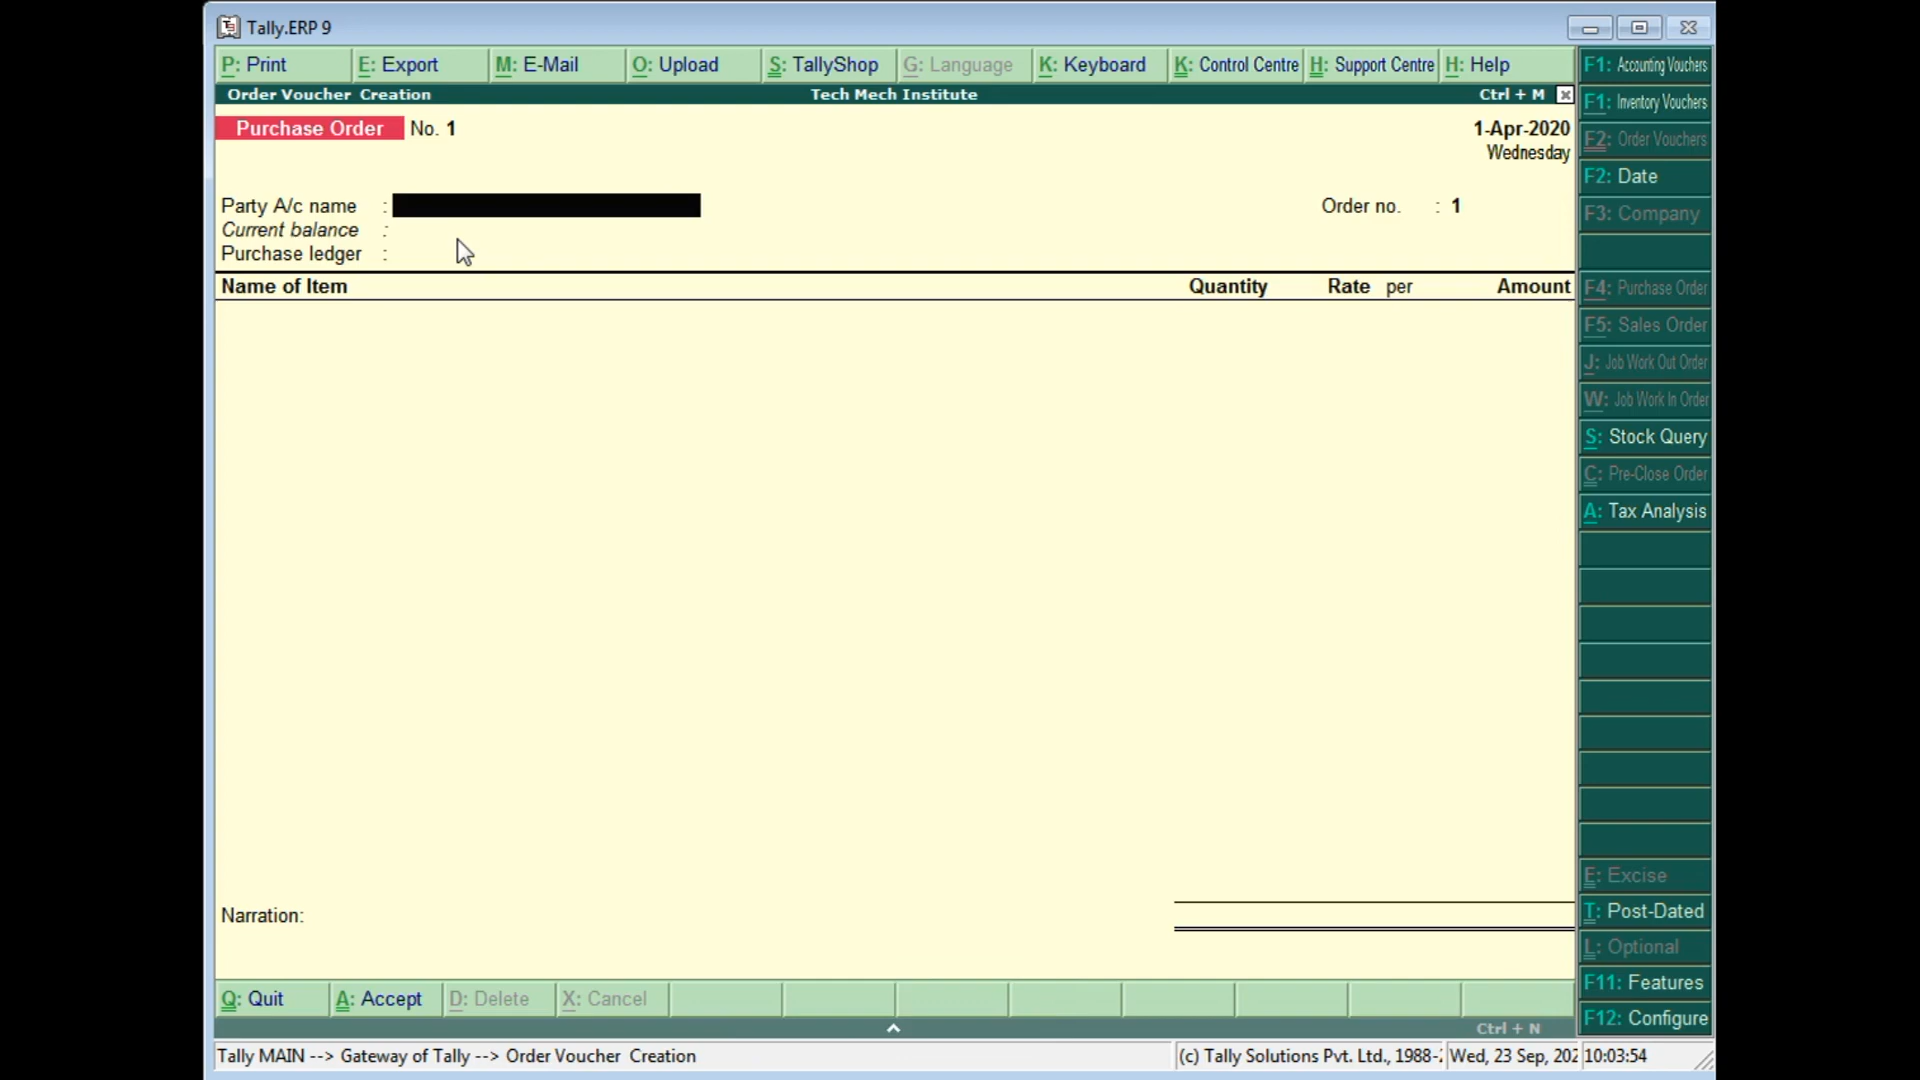 Tally.ERP 9
P: Print E: Export M: E-Mail O: Upload S: TallyShop G: Language K: Keyboard K: Control Centre H: Support Centre H: Help
Order Voucher Creation Tech Mech Institute Ctrl + M
Purchase Order No. 1 1-Apr-2020
Wednesday
Party A/c name : Order no. : 1
Current balance :
Purchase ledger :
Name of Item Quantity Rate per Amount
Narration:
Q: Quit A: Accept D: Delete X: Cancel
Ctrl + N
F1: Accounting Vouchers
F1: Inventory Vouchers
F2: Order Vouchers
F2: Date
F3: Company
F4: Purchase Order
F5: Sales Order
J: Job Work Out Order
W: Job Work In Order
S: Stock Query
C: Pre-Close Order
A: Tax Analysis
E: Excise
T: Post-Dated
L: Optional
F11: Features
F12: Configure
Tally MAIN --> Gateway of Tally --> Order Voucher Creation (c) Tally Solutions Pvt. Ltd., 1988- Wed, 23 Sep, 202 10:03:54